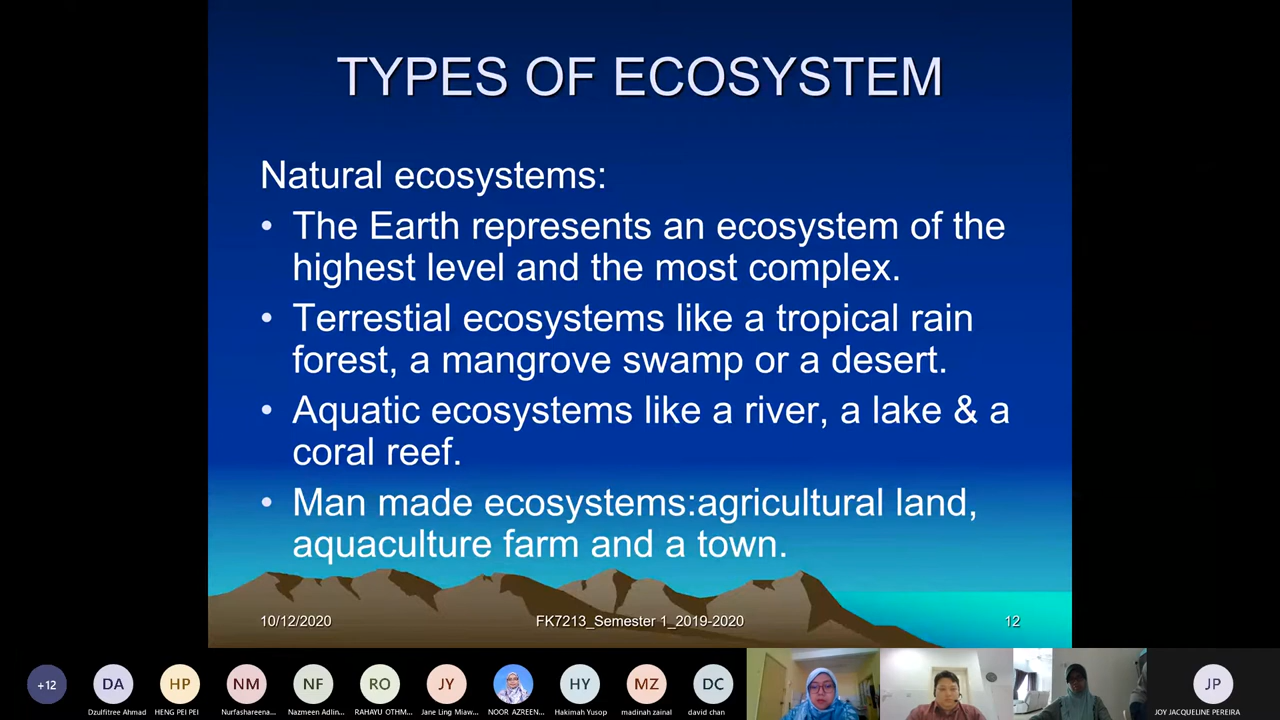 TYPES OF ECOSYSTEM
Natural ecosystems:
• The Earth represents an ecosystem of the
highest level and the most complex.
• Terrestial ecosystems like a tropical rain
forest, a mangrove swamp or a desert.
• Aquatic ecosystems like a river, a lake & a
coral reef.
• Man made ecosystems:agricultural land,
aquaculture farm and a town.
10/12/2020 FK7213_Semester 1_2019-2020 12
+12 DA HP NM NF RO JY HY MZ DC JP
Dzulfitree Ahmad HENG PEI PEI Nurfashareena... Nazmeen Adlin... RAHAYU OTHM... Jane Ling Miaw... NOOR AZREEN... Hakimah Yusop madinah zainal david chan JOY JACQUELINE PEREIRA